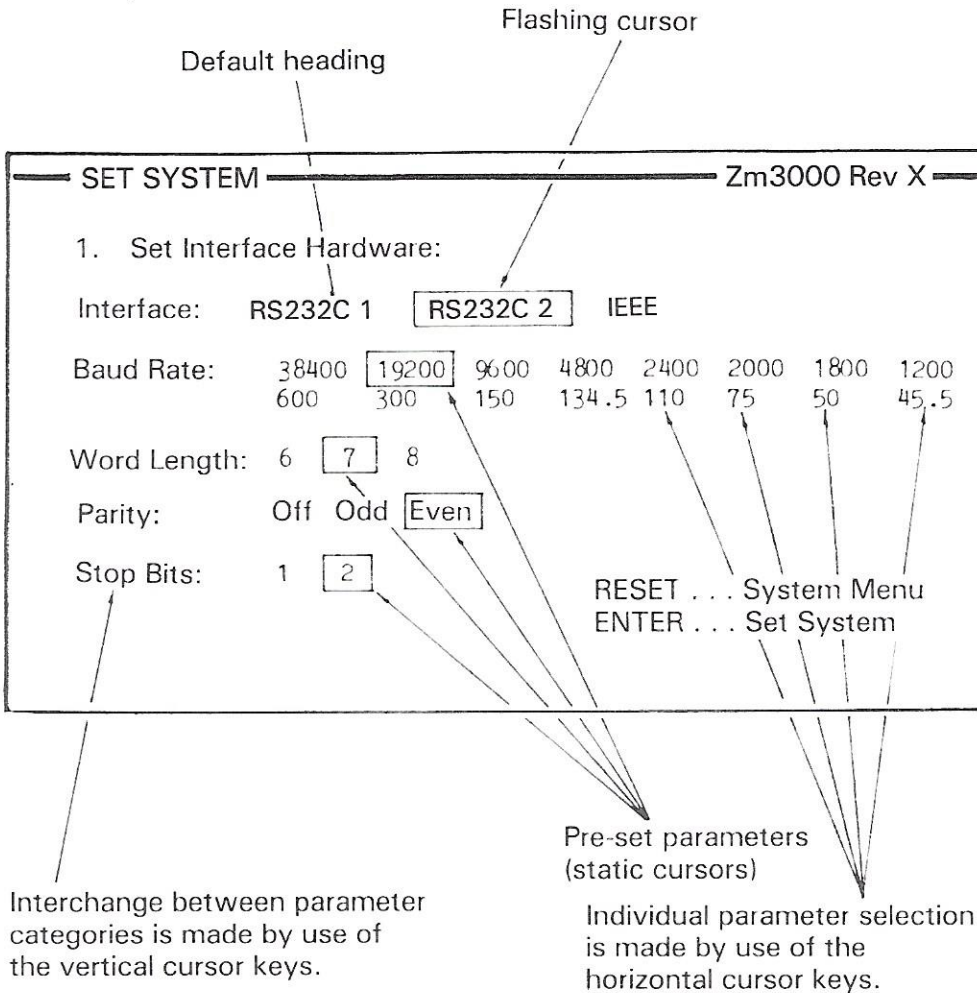 Flashing cursor
Default heading
SET SYSTEM Zm3000 Rev X
1. Set Interface Hardware:
Interface: RS232C 1 RS232C 2 IEEE
Baud Rate: 38400 19200 9600 4800 2400 2000 1800 1200
600 300 150 134.5 110 75 50 45.5
Word Length: 6 7 8
Parity: Off Odd Even
Stop Bits: 1 2
RESET . . . System Menu
ENTER . . . Set System
Pre-set parameters
(static cursors)
Interchange between parameter
categories is made by use of
the vertical cursor keys.
Individual parameter selection
is made by use of the
horizontal cursor keys.